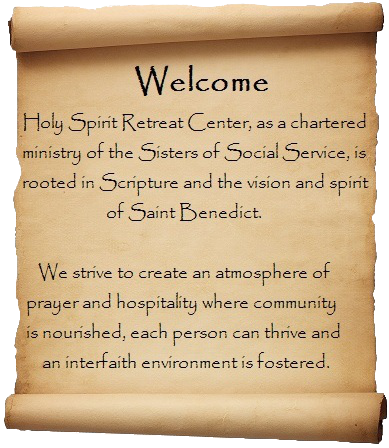 Welcome
Holy Spirit Retreat Center, as a chartered
ministry of the Sisters of Social Service, is
rooted in Scripture and the vision and spirit
of Saint Benedict.
We strive to create an atmosphere of
prayer and hospitality where community
is nourished, each person can thrive and
an interfaith environment is fostered.